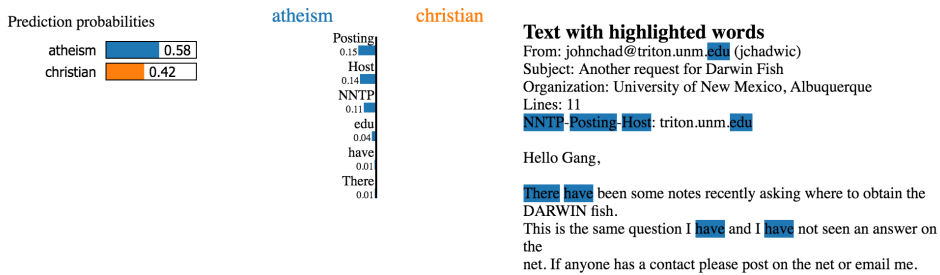 Prediction probabilities
atheism 0.58
christian 0.42
atheism christian
Posting
0.15
Host
0.14
NNTP
0.11
edu
0.04
have
0.01
There
0.01
Text with highlighted words
From: johnchad@triton.unm.edu (jchadwic)
Subject: Another request for Darwin Fish
Organization: University of New Mexico, Albuquerque
Lines: 11
NNTP-Posting-Host: triton.unm.edu
Hello Gang,
There have been some notes recently asking where to obtain the
DARWIN fish.
This is the same question I have and I have not seen an answer on
the
net. If anyone has a contact please post on the net or email me.